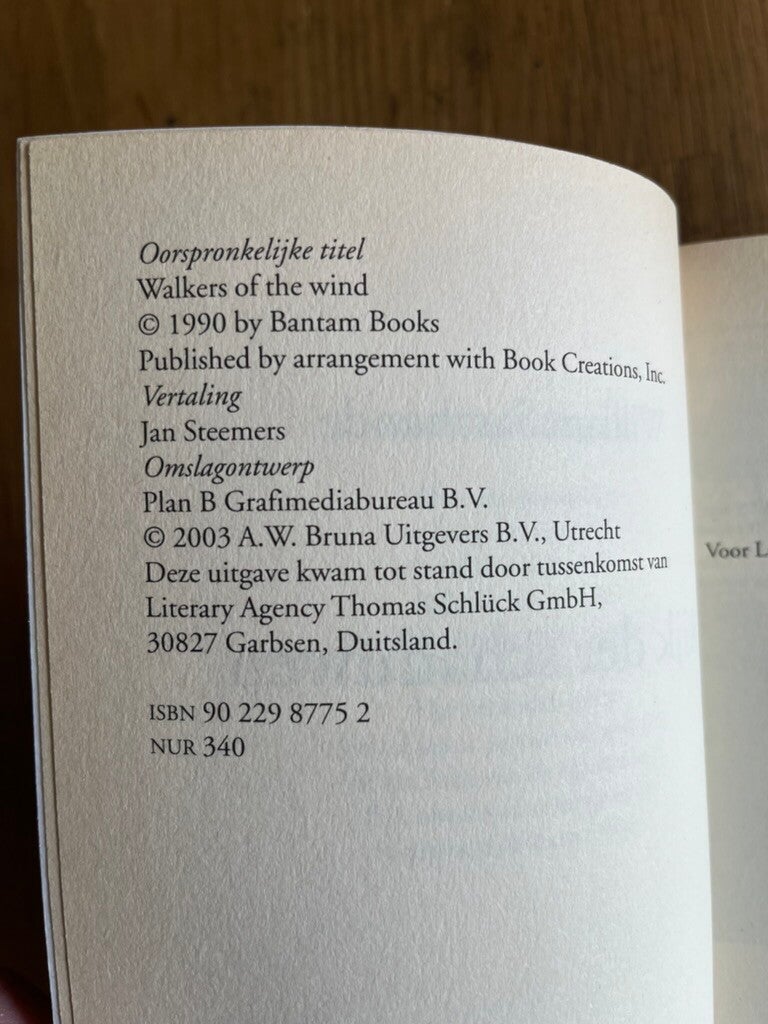 Oorspronkelijke titel
Walkers of the wind
© 1990 by Bantam Books
Published by arrangement with Book Creations, Inc.
Vertaling
Jan Steemers
Omslagontwerp
Plan B Grafimediabureau B.V.
© 2003 A.W. Bruna Uitgevers B.V., Utrecht
Deze uitgave kwam tot stand door tussenkomst van
Literary Agency Thomas Schlück GmbH,
30827 Garbsen, Duitsland.
ISBN 90 229 8775 2
NUR 340
Voor L